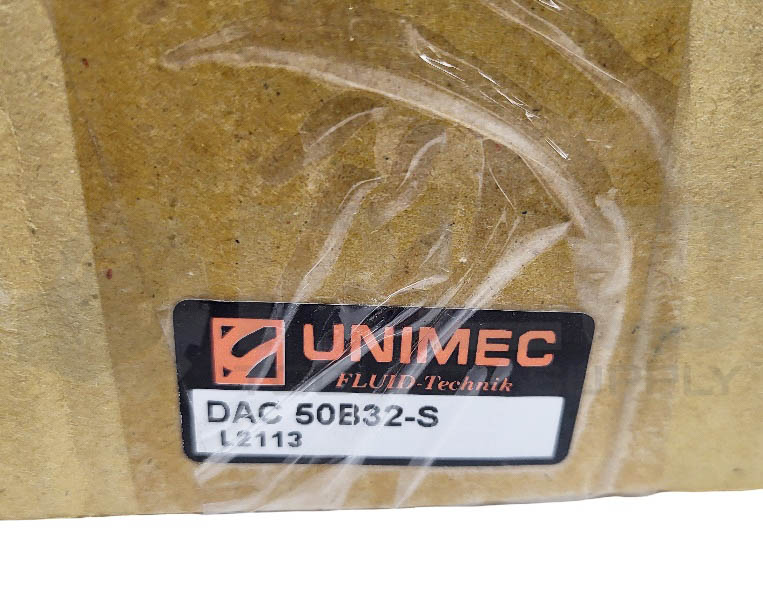 UNIMEC
FLUID-Technik
DAC 50B32-S
L2113